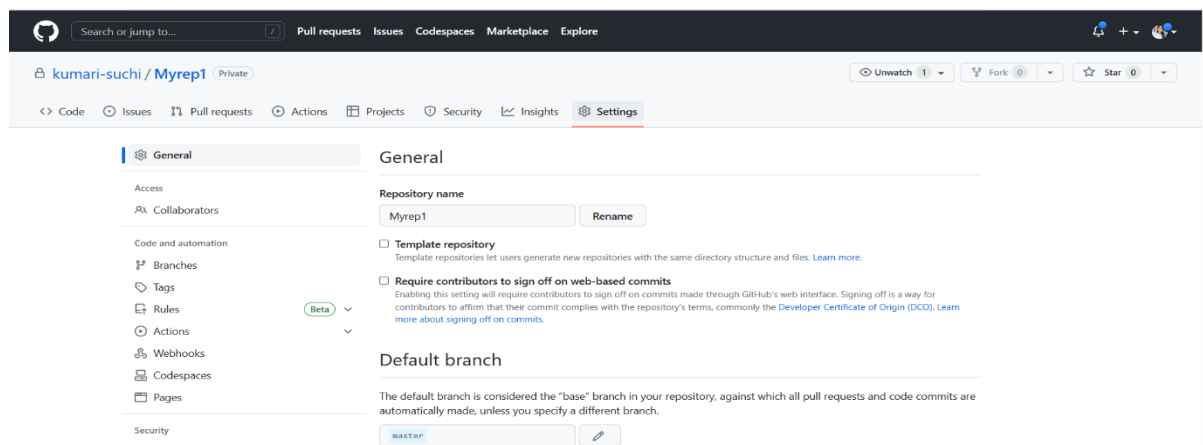 Search or jump to... / Pull requests Issues Codespaces Marketplace Explore
kumari-suchi / Myrep1 Private Unwatch 1 Fork 0 Star 0
<> Code Issues Pull requests Actions Projects Security Insights Settings
General
Access
Collaborators
Code and automation
Branches
Tags
Rules Beta
Actions
Webhooks
Codespaces
Pages
Security
General
Repository name
Myrep1 Rename
Template repository
Template repositories let users generate new repositories with the same directory structure and files. Learn more.
Require contributors to sign off on web-based commits
Enabling this setting will require contributors to sign off on commits made through GitHub's web interface. Signing off is a way for
contributors to affirm that their commit complies with the repository's terms, commonly the Developer Certificate of Origin (DCO). Learn
more about signing off on commits.
Default branch
The default branch is considered the "base" branch in your repository, against which all pull requests and code commits are
automatically made, unless you specify a different branch.
master